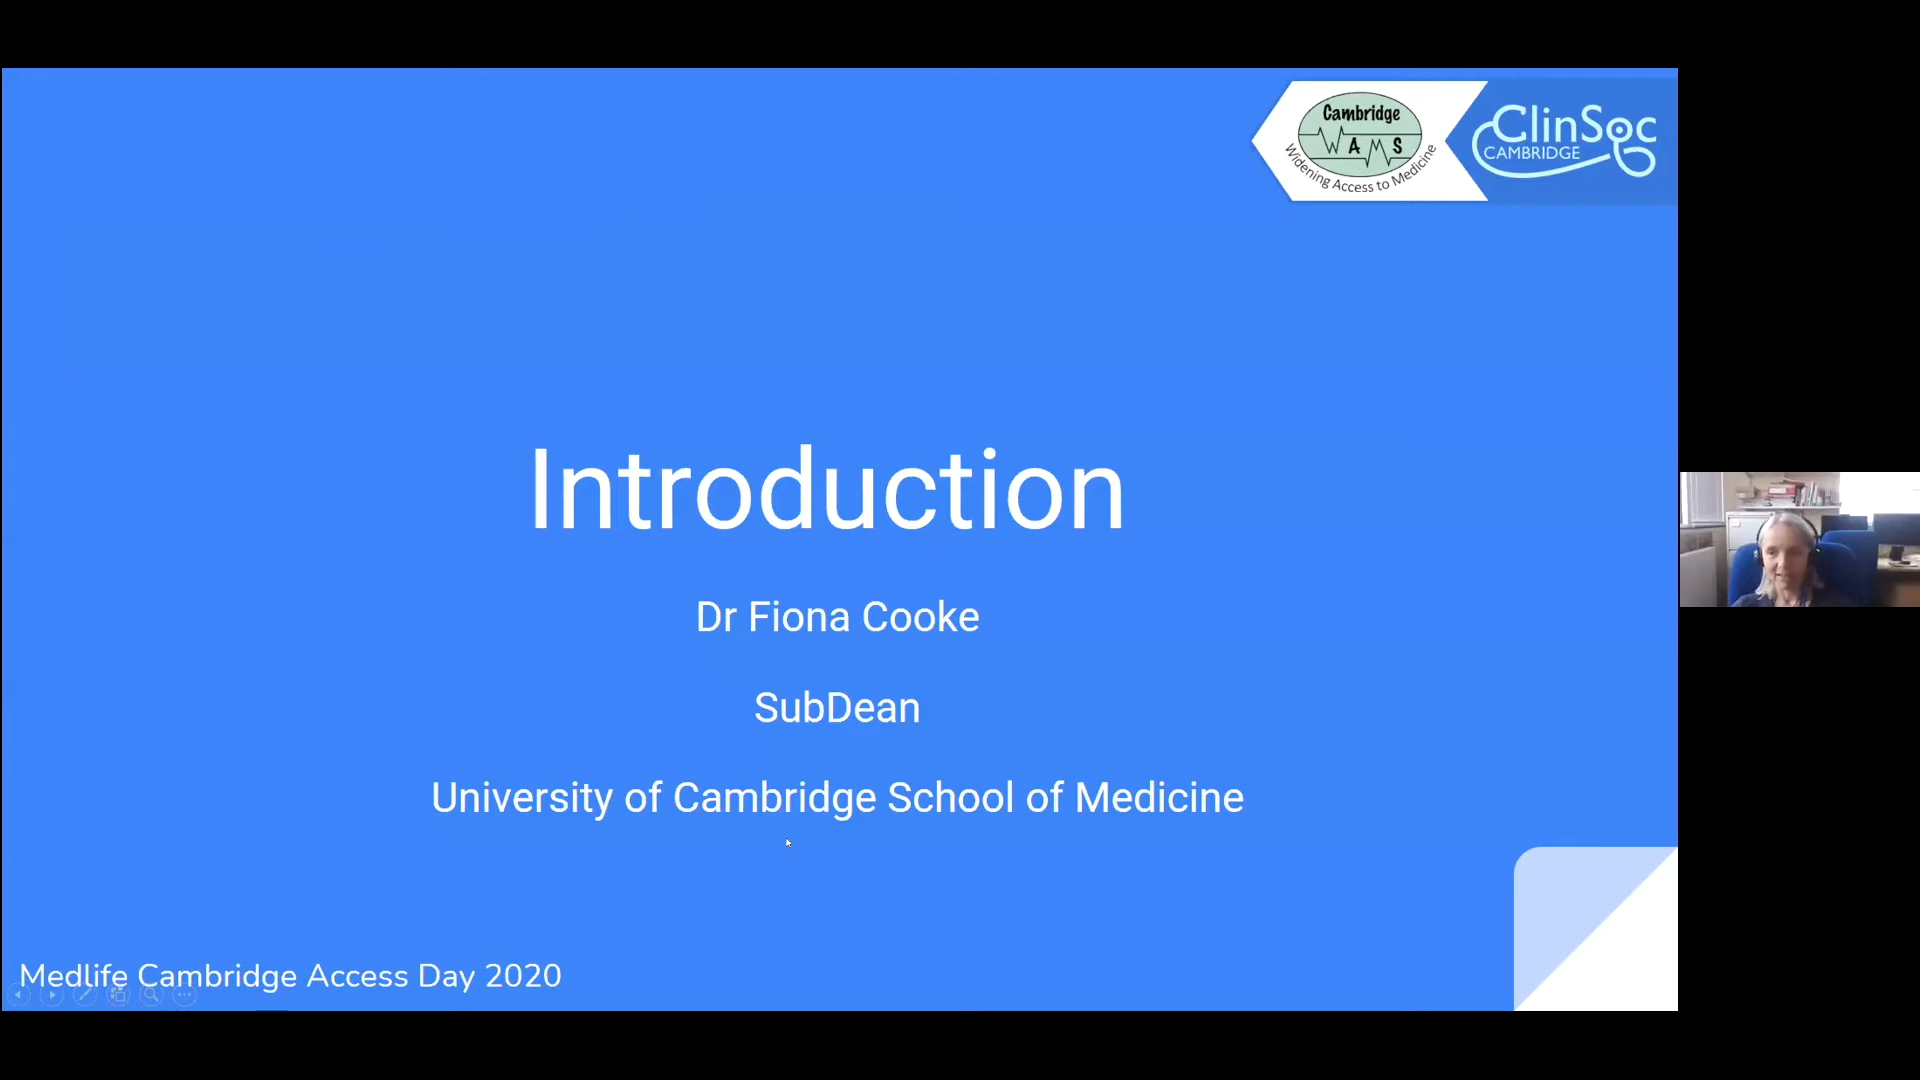 Cambridge
WAMS
Widening Access to Medicine
ClinSoc
CAMBRIDGE
Introduction
Dr Fiona Cooke
SubDean
University of Cambridge School of Medicine
Medlife Cambridge Access Day 2020